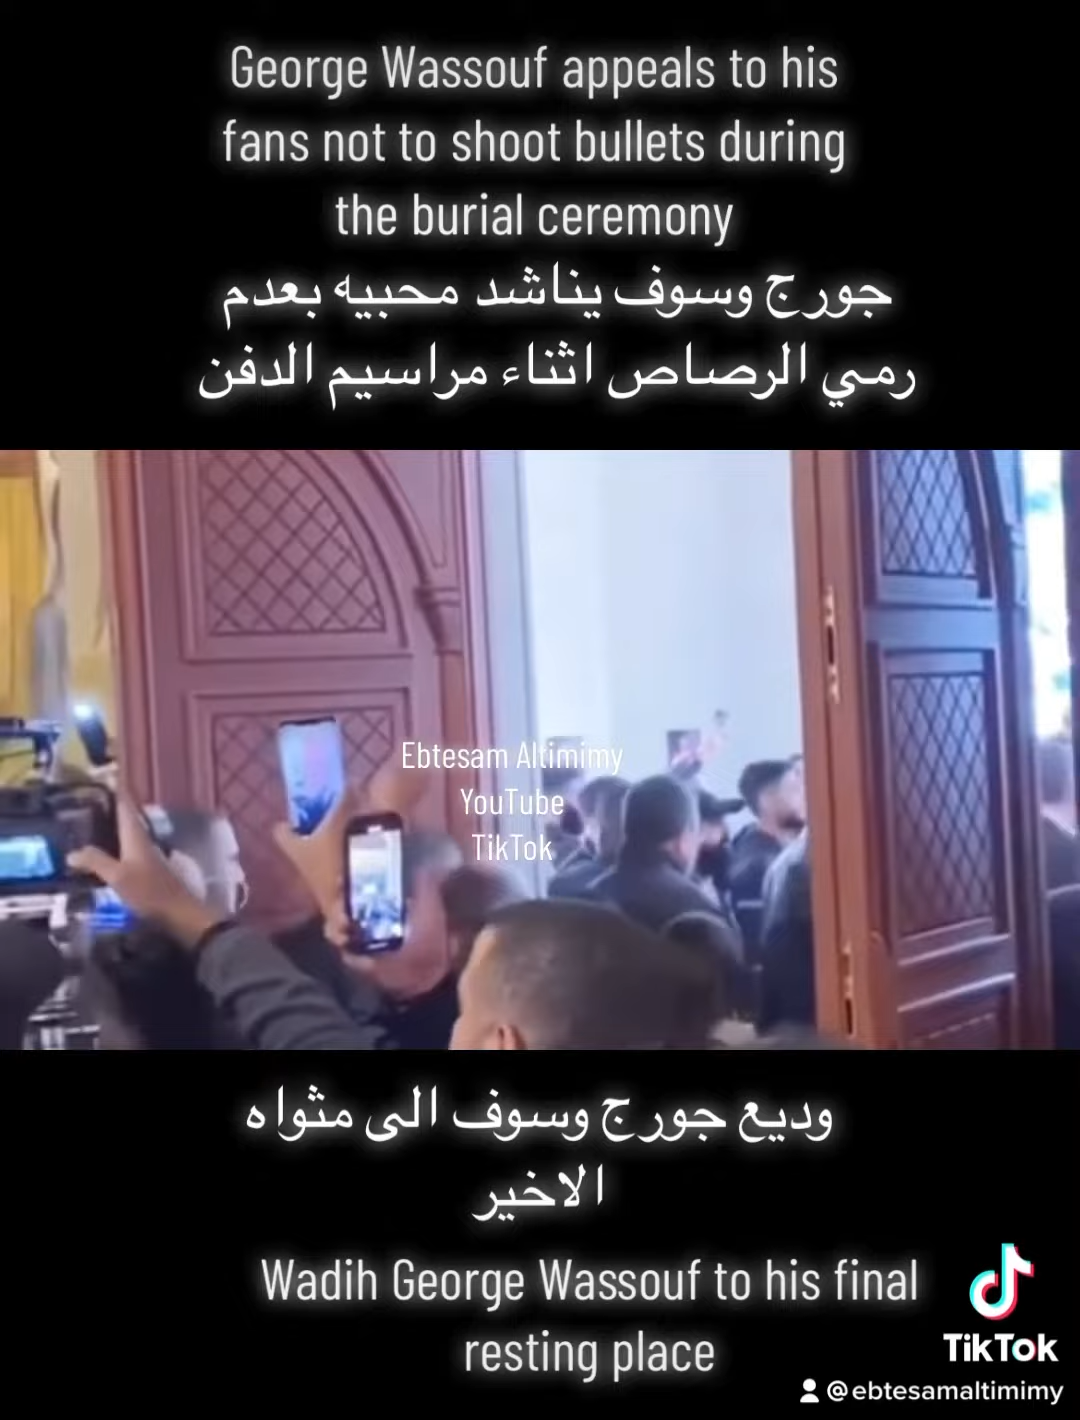 George Wassouf appeals to his
fans not to shoot bullets during
the burial ceremony
جورج وسوف يناشد محبيه بعدم
رمي الرصاص اثناء مراسيم الدفن
Ebtesam Altimimy
YouTube
TikTok
وديع جورج وسوف الى مثواه
الاخير
Wadih George Wassouf to his final
resting place
TikTok
@ebtesamaltimimy